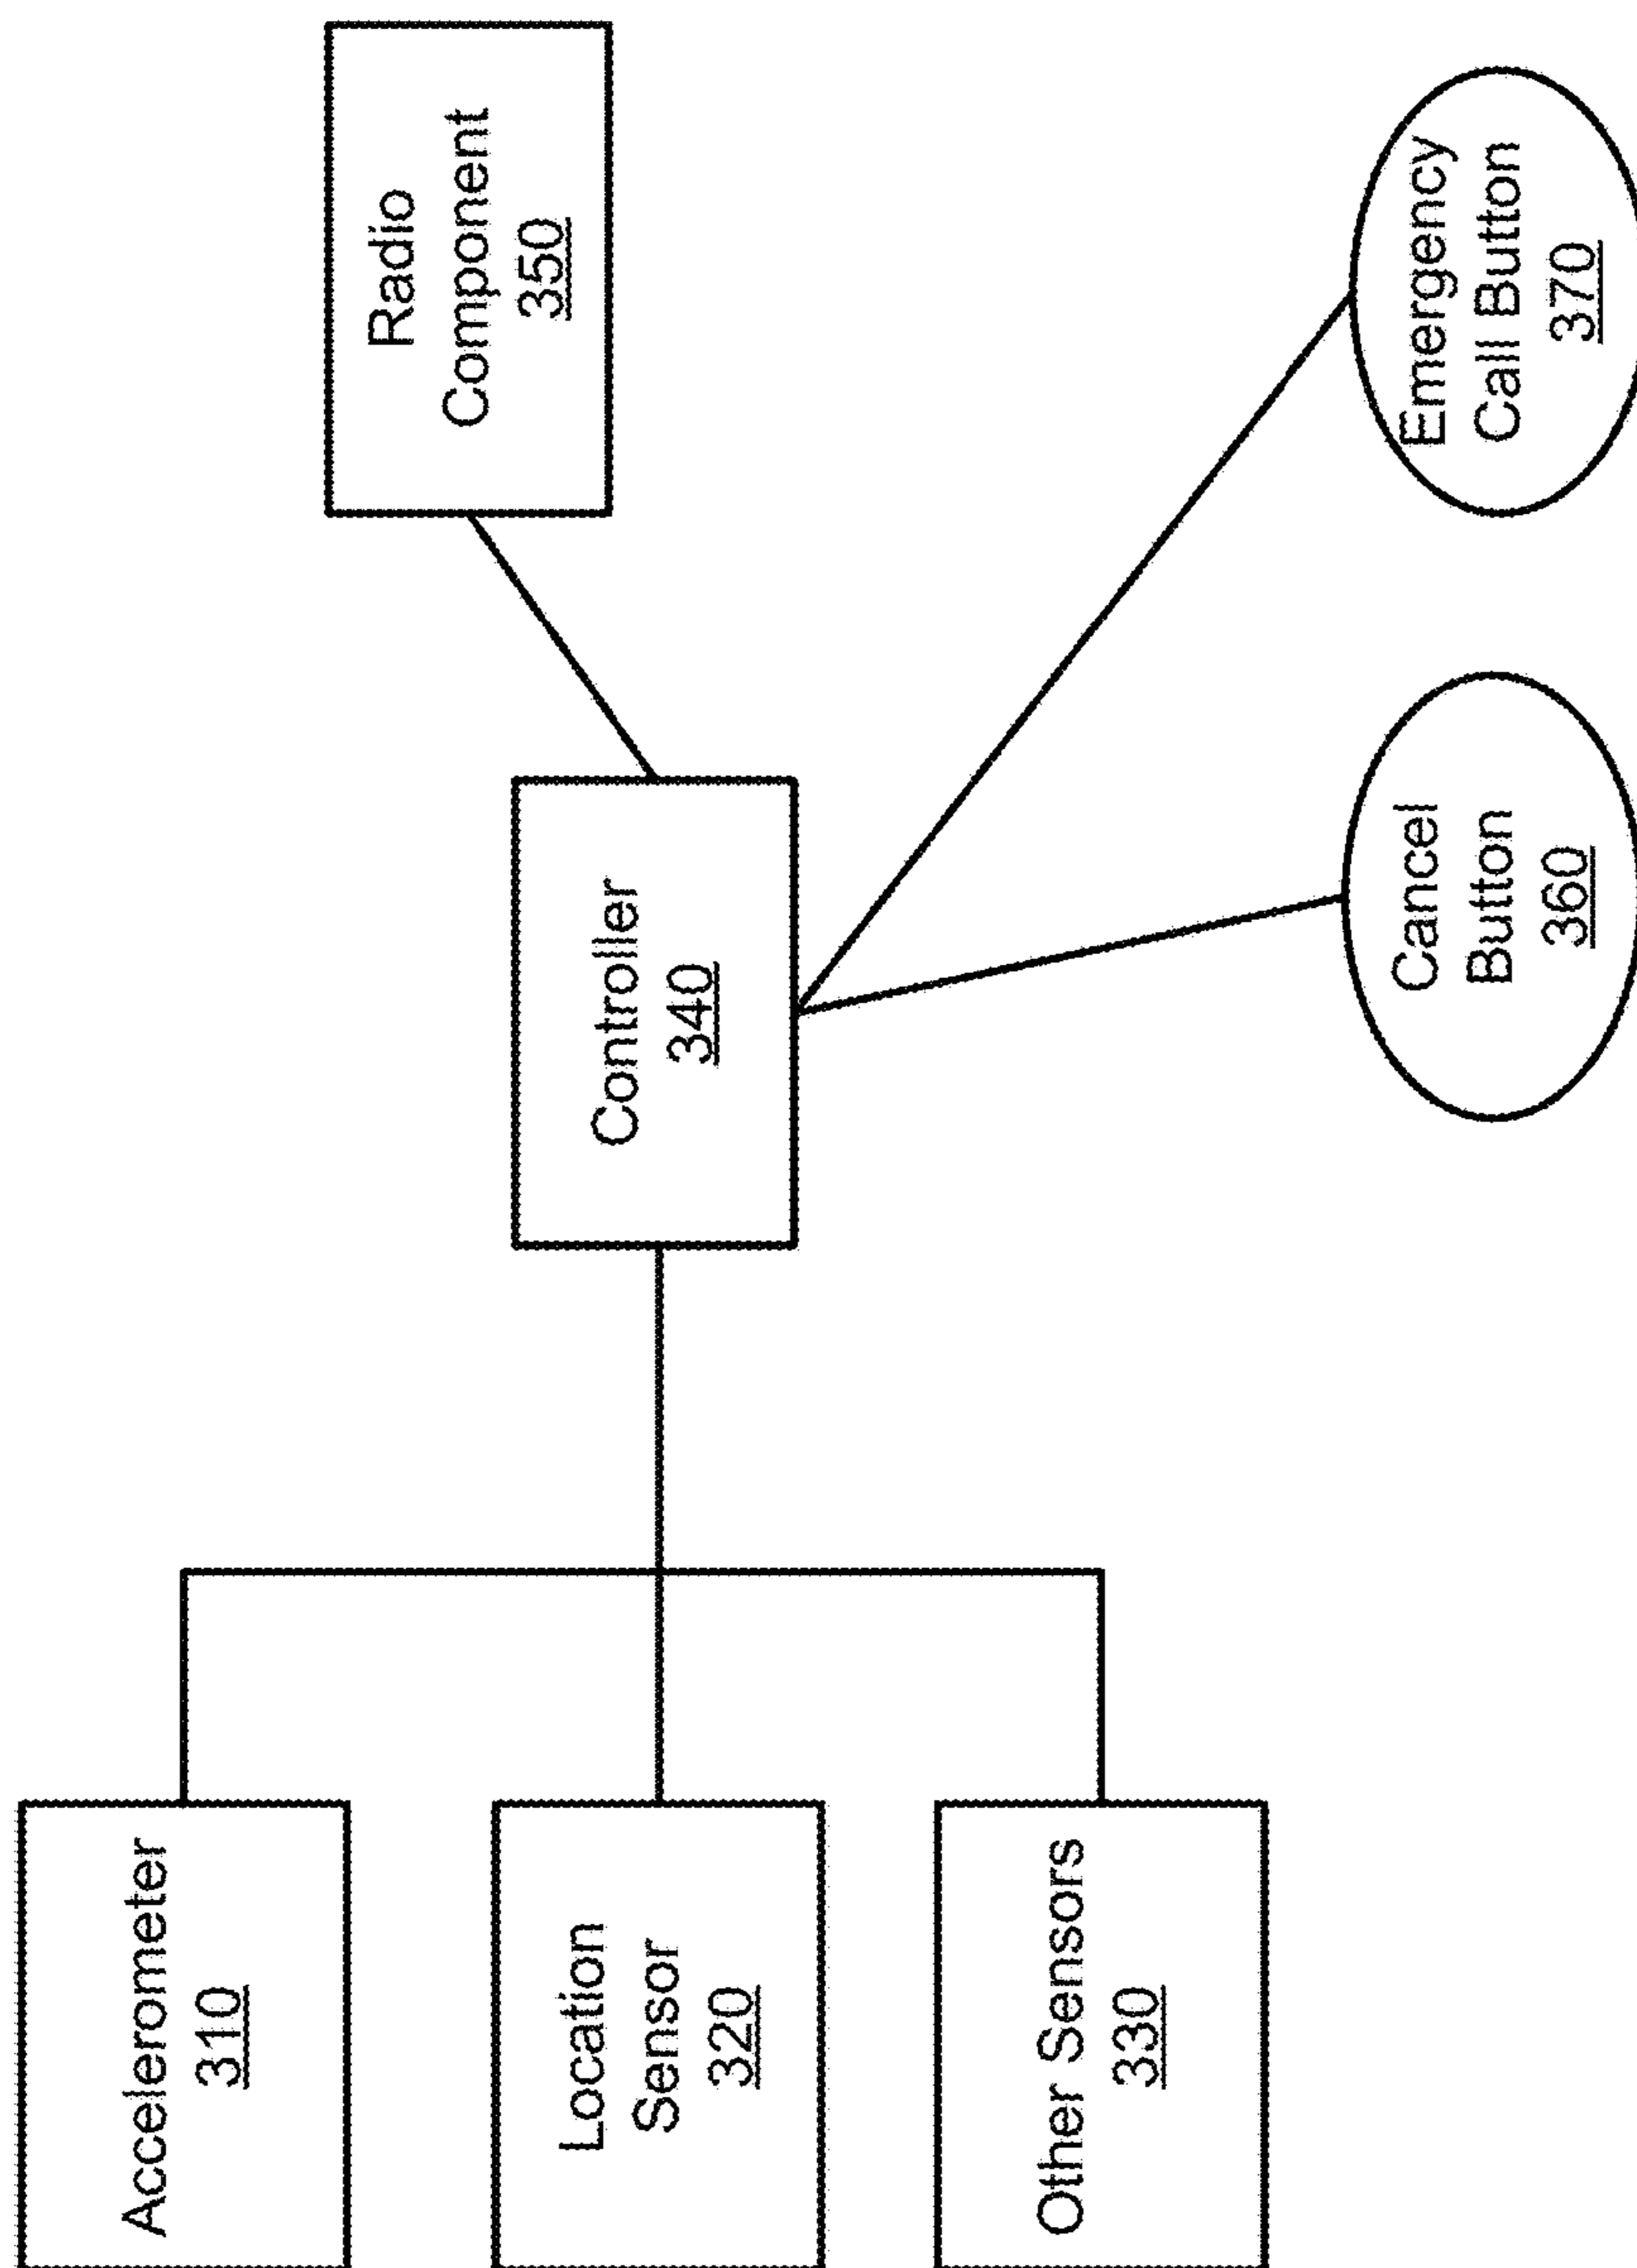 Accelerometer
310
Location
Sensor
320
Other Sensors
330
Controller
340
Radio
Component
350
Cancel
Button
360
Emergency
Call Button
370